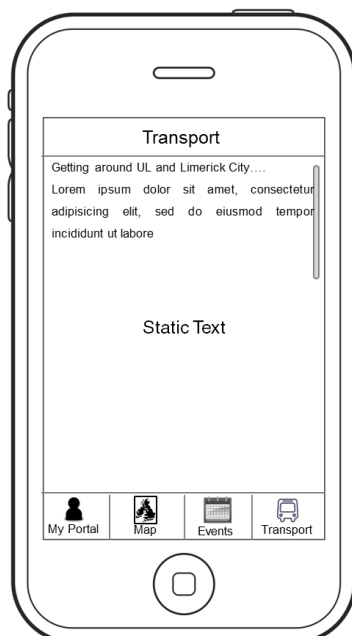 Transport
Getting around UL and Limerick City....
Lorem ipsum dolor sit amet, consectetur
adipisicing elit, sed do eiusmod tempor
incididunt ut labore
Static Text
My Portal Map Events Transport